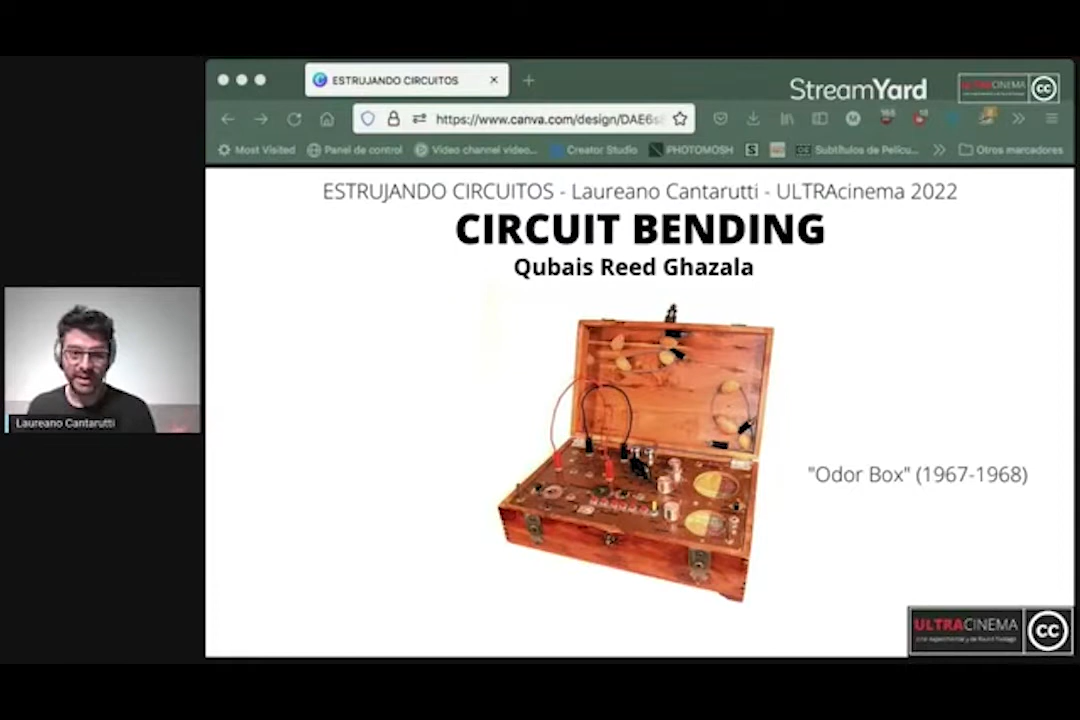 ESTRUJANDO CIRCUITOS
StreamYard
ULTRACINEMA
https://www.canva.com/design/DAE6s
Most Visited
Panel de control
Video channel video...
Creator Studio
PHOTOMOSH
Subtítulos de Pelícu...
Otros marcadores
ESTRUJANDO CIRCUITOS - Laureano Cantarutti - ULTRAcinema 2022
CIRCUIT BENDING
Qubais Reed Ghazala
Laureano Cantarutti
"Odor Box" (1967-1968)
ULTRACINEMA
cc